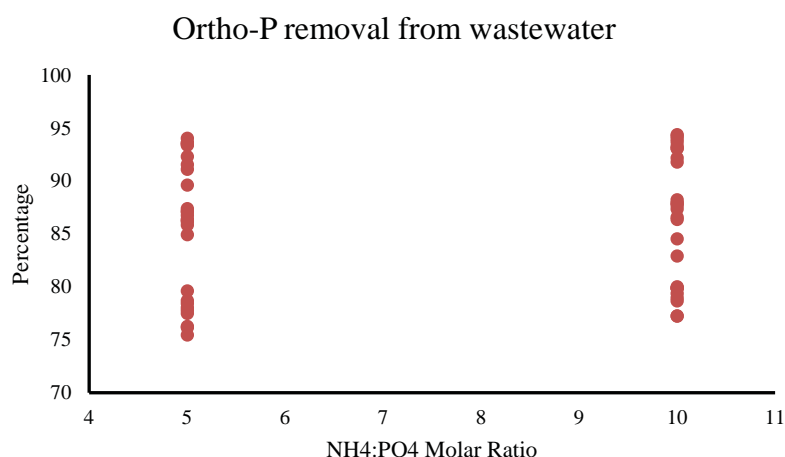 Ortho-P removal from wastewater
100
95
90
85
80
75
70
Percentage
4 5 6 7 8 9 10 11
NH4:PO4 Molar Ratio